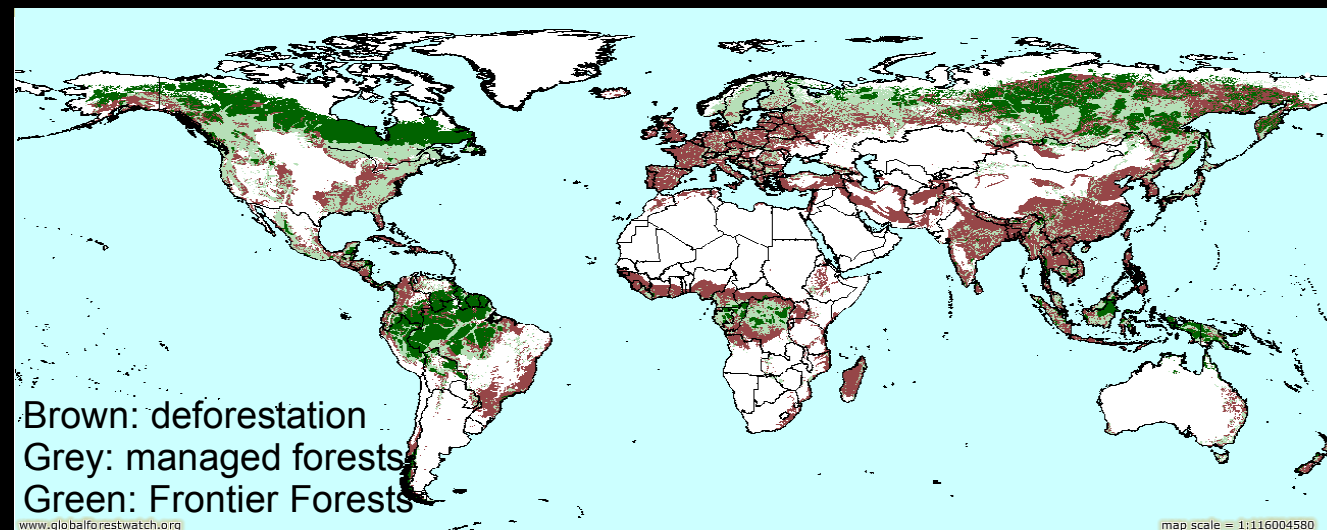 Brown: deforestation
Grey: managed forests
Green: Frontier Forests
www.globalforestwatch.org
map scale = 1:116004580